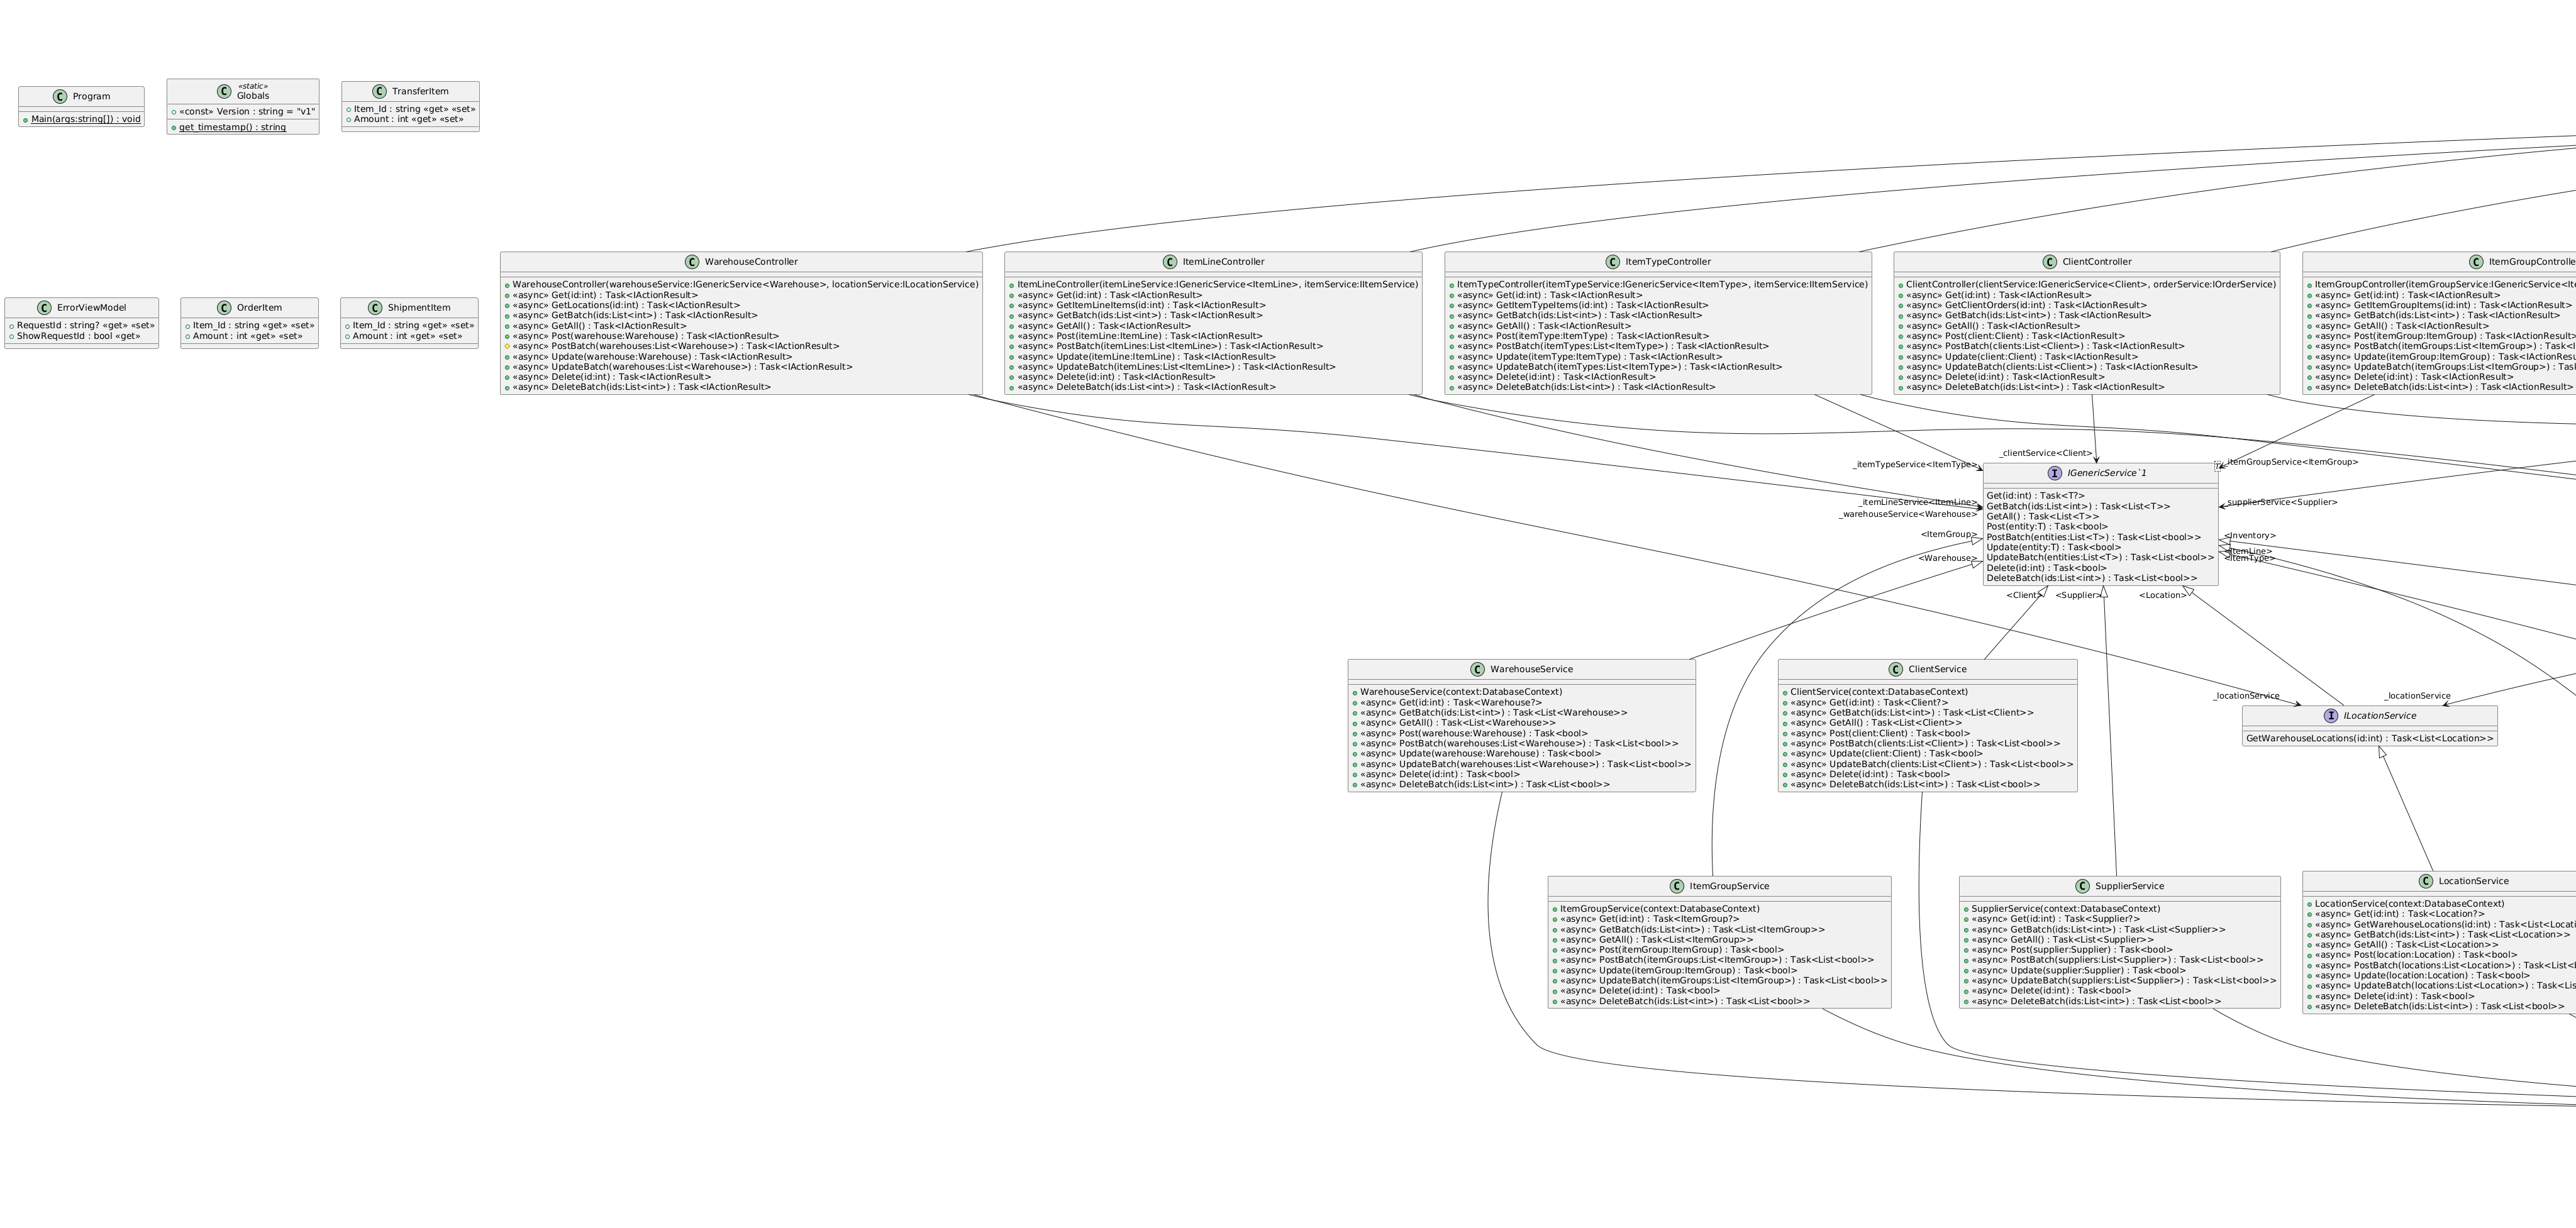 C Program
Main(args:string[]) : void
«static»
C Globals
«const» Version : string = "v1"
get_timestamp() : string
C TransferItem
Item_Id : string «get» «set»
Amount : int «get» «set»
C ErrorViewModel
RequestId : string? «get» «set»
ShowRequestId : bool «get»
C OrderItem
Item_Id : string «get» «set»
Amount : int «get» «set»
C ShipmentItem
Item_Id : string «get» «set»
Amount : int «get» «set»
C WarehouseController
WarehouseController(warehouseService:IGenericService<Warehouse>, locationService:ILocationService)
«async» Get(id:int) : Task<IActionResult>
«async» GetLocations(id:int) : Task<IActionResult>
«async» GetBatch(ids:List<int>) : Task<IActionResult>
«async» GetAll() : Task<IActionResult>
«async» Post(warehouse:Warehouse) : Task<IActionResult>
«async» PostBatch(warehouses:List<Warehouse>) : Task<IActionResult>
«async» Update(warehouse:Warehouse) : Task<IActionResult>
«async» UpdateBatch(warehouses:List<Warehouse>) : Task<IActionResult>
«async» Delete(id:int) : Task<IActionResult>
«async» DeleteBatch(ids:List<int>) : Task<IActionResult>
C ItemLineController
ItemLineController(itemLineService:IGenericService<ItemLine>, itemService:IItemService)
«async» Get(id:int) : Task<IActionResult>
«async» GetItemLineItems(id:int) : Task<IActionResult>
«async» GetBatch(ids:List<int>) : Task<IActionResult>
«async» GetAll() : Task<IActionResult>
«async» Post(itemLine:ItemLine) : Task<IActionResult>
«async» PostBatch(itemLines:List<ItemLine>) : Task<IActionResult>
«async» Update(itemLine:ItemLine) : Task<IActionResult>
«async» UpdateBatch(itemLines:List<ItemLine>) : Task<IActionResult>
«async» Delete(id:int) : Task<IActionResult>
«async» DeleteBatch(ids:List<int>) : Task<IActionResult>
C ItemTypeController
ItemTypeController(itemTypeService:IGenericService<ItemType>, itemService:IItemService)
«async» Get(id:int) : Task<IActionResult>
«async» GetItemTypeItems(id:int) : Task<IActionResult>
«async» GetBatch(ids:List<int>) : Task<IActionResult>
«async» GetAll() : Task<IActionResult>
«async» Post(itemType:ItemType) : Task<IActionResult>
«async» PostBatch(itemTypes:List<ItemType>) : Task<IActionResult>
«async» Update(itemType:ItemType) : Task<IActionResult>
«async» UpdateBatch(itemTypes:List<ItemType>) : Task<IActionResult>
«async» Delete(id:int) : Task<IActionResult>
«async» DeleteBatch(ids:List<int>) : Task<IActionResult>
C ClientController
ClientController(clientService:IGenericService<Client>, orderService:IOrderService)
«async» Get(id:int) : Task<IActionResult>
«async» GetClientOrders(id:int) : Task<IActionResult>
«async» GetBatch(ids:List<int>) : Task<IActionResult>
«async» GetAll() : Task<IActionResult>
«async» Post(client:Client) : Task<IActionResult>
«async» PostBatch(clients:List<Client>) : Task<IActionResult>
«async» Update(client:Client) : Task<IActionResult>
«async» UpdateBatch(clients:List<Client>) : Task<IActionResult>
«async» Delete(id:int) : Task<IActionResult>
«async» DeleteBatch(ids:List<int>) : Task<IActionResult>
C ItemGroupControlle
ItemGroupController(itemGroupService:IGenericService<Ite
«async» Get(id:int) : Task<IActionResult>
«async» GetItemGroupItems(id:int) : Task<IActionResult>
«async» GetBatch(ids:List<int>) : Task<IActionResult>
«async» GetAll() : Task<IActionResult>
«async» Post(itemGroup:ItemGroup) : Task<IActionResult>
«async» PostBatch(itemGroups:List<ItemGroup>) : Task<I
«async» Update(itemGroup:ItemGroup) : Task<IActionResu
«async» UpdateBatch(itemGroups:List<ItemGroup>) : Task
«async» Delete(id:int) : Task<IActionResult>
«async» DeleteBatch(ids:List<int>) : Task<IActionResult>
_clientService<Client>
_itemTypeService<ItemType>
_itemGroupService<ItemGroup>
_itemLineService<ItemLine>
_supplierService<Supplier>
_warehouseService<Warehouse>
<ItemGroup>
<Inventory>
<ItemLine>
<Warehouse>
<ItemType>
I IGenericService`1
T
Get(id:int) : Task<T?>
GetBatch(ids:List<int>) : Task<List<T>>
GetAll() : Task<List<T>>
Post(entity:T) : Task<bool>
PostBatch(entities:List<T>) : Task<List<bool>>
Update(entity:T) : Task<bool>
UpdateBatch(entities:List<T>) : Task<List<bool>>
Delete(id:int) : Task<bool>
DeleteBatch(ids:List<int>) : Task<List<bool>>
<Client>
<Supplier>
<Location>
C WarehouseService
WarehouseService(context:DatabaseContext)
«async» Get(id:int) : Task<Warehouse?>
«async» GetBatch(ids:List<int>) : Task<List<Warehouse>>
«async» GetAll() : Task<List<Warehouse>>
«async» Post(warehouse:Warehouse) : Task<bool>
«async» PostBatch(warehouses:List<Warehouse>) : Task<List<bool>>
«async» Update(warehouse:Warehouse) : Task<bool>
«async» UpdateBatch(warehouses:List<Warehouse>) : Task<List<bool>>
«async» Delete(id:int) : Task<bool>
«async» DeleteBatch(ids:List<int>) : Task<List<bool>>
C ClientService
ClientService(context:DatabaseContext)
«async» Get(id:int) : Task<Client?>
«async» GetBatch(ids:List<int>) : Task<List<Client>>
«async» GetAll() : Task<List<Client>>
«async» Post(client:Client) : Task<bool>
«async» PostBatch(clients:List<Client>) : Task<List<bool>>
«async» Update(client:Client) : Task<bool>
«async» UpdateBatch(clients:List<Client>) : Task<List<bool>>
«async» Delete(id:int) : Task<bool>
«async» DeleteBatch(ids:List<int>) : Task<List<bool>>
_locationService
_locationService
I ILocationService
GetWarehouseLocations(id:int) : Task<List<Location>>
C ItemGroupService
ItemGroupService(context:DatabaseContext)
«async» Get(id:int) : Task<ItemGroup?>
«async» GetBatch(ids:List<int>) : Task<List<ItemGroup>>
«async» GetAll() : Task<List<ItemGroup>>
«async» Post(itemGroup:ItemGroup) : Task<bool>
«async» PostBatch(itemGroups:List<ItemGroup>) : Task<List<bool>>
«async» Update(itemGroup:ItemGroup) : Task<bool>
«async» UpdateBatch(itemGroups:List<ItemGroup>) : Task<List<bool>>
«async» Delete(id:int) : Task<bool>
«async» DeleteBatch(ids:List<int>) : Task<List<bool>>
C SupplierService
SupplierService(context:DatabaseContext)
«async» Get(id:int) : Task<Supplier?>
«async» GetBatch(ids:List<int>) : Task<List<Supplier>>
«async» GetAll() : Task<List<Supplier>>
«async» Post(supplier:Supplier) : Task<bool>
«async» PostBatch(suppliers:List<Supplier>) : Task<List<bool>>
«async» Update(supplier:Supplier) : Task<bool>
«async» UpdateBatch(suppliers:List<Supplier>) : Task<List<bool>>
«async» Delete(id:int) : Task<bool>
«async» DeleteBatch(ids:List<int>) : Task<List<bool>>
C LocationService
LocationService(context:DatabaseContext)
«async» Get(id:int) : Task<Location?>
«async» GetWarehouseLocations(id:int) : Task<List<Locati
«async» GetBatch(ids:List<int>) : Task<List<Location>>
«async» GetAll() : Task<List<Location>>
«async» Post(location:Location) : Task<bool>
«async» PostBatch(locations:List<Location>) : Task<List<b
«async» Update(location:Location) : Task<bool>
«async» UpdateBatch(locations:List<Location>) : Task<Lis
«async» Delete(id:int) : Task<bool>
«async» DeleteBatch(ids:List<int>) : Task<List<bool>>